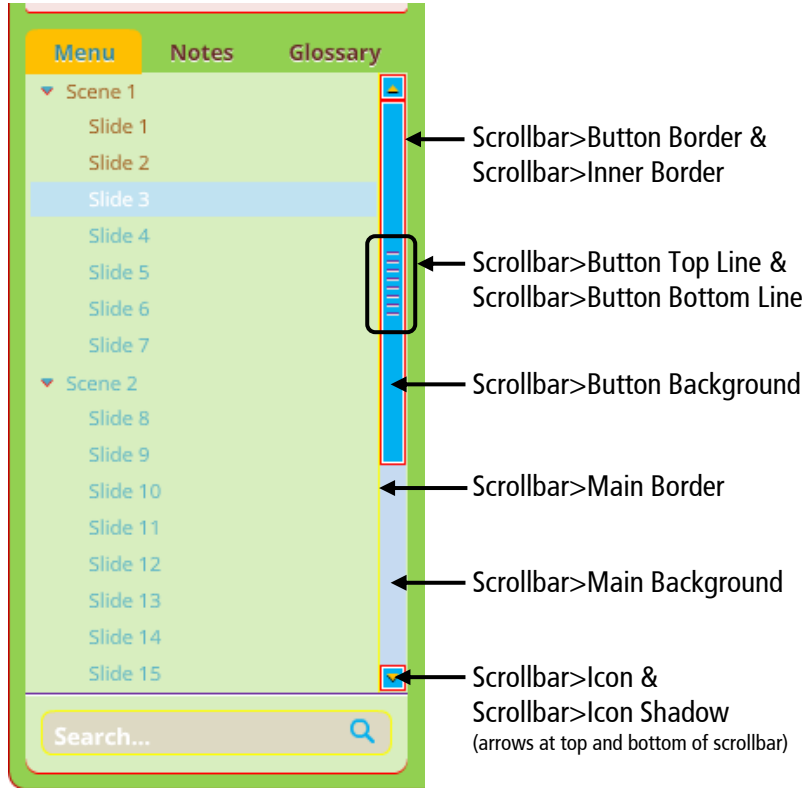 Menu Notes Glossary
Scene 1
Slide 1
Slide 2
Slide 3
Slide 4
Slide 5
Slide 6
Slide 7
Scene 2
Slide 8
Slide 9
Slide 10
Slide 11
Slide 12
Slide 13
Slide 14
Slide 15
Search...
Scrollbar>Button Border &
Scrollbar>Inner Border
Scrollbar>Button Top Line &
Scrollbar>Button Bottom Line
Scrollbar>Button Background
Scrollbar>Main Border
Scrollbar>Main Background
Scrollbar>Icon &
Scrollbar>Icon Shadow
(arrows at top and bottom of scrollbar)